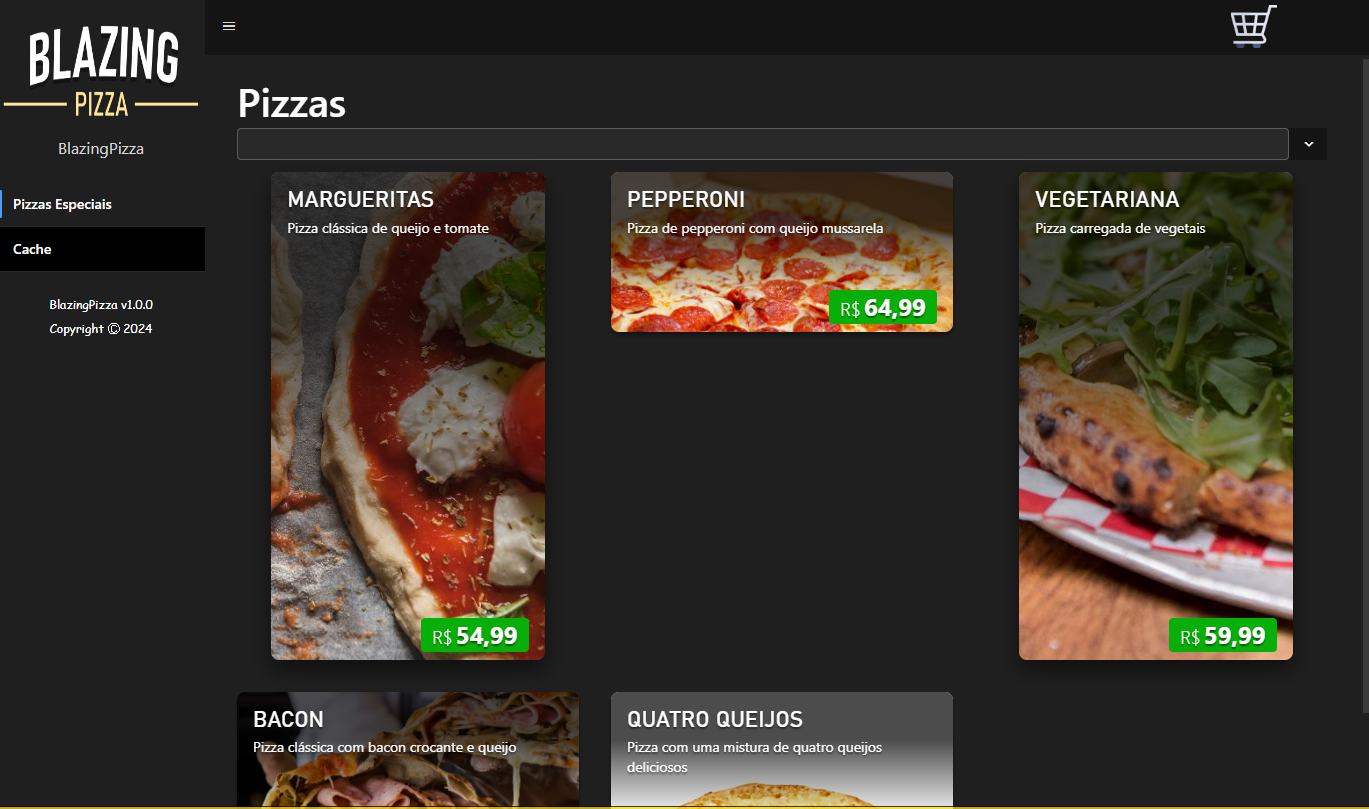 BLAZING
PIZZA
BlazingPizza
Pizzas Especiais
Cache
BlazingPizza v1.0.0
Copyright © 2024
Pizzas
MARGUERITAS
Pizza clássica de queijo e tomate
R$ 54,99
PEPPERONI
Pizza de pepperoni com queijo mussarela
R$ 64,99
VEGETARIANA
Pizza carregada de vegetais
R$ 59,99
BACON
Pizza clássica com bacon crocante e queijo
QUATRO QUEIJOS
Pizza com uma mistura de quatro queijos
deliciosos